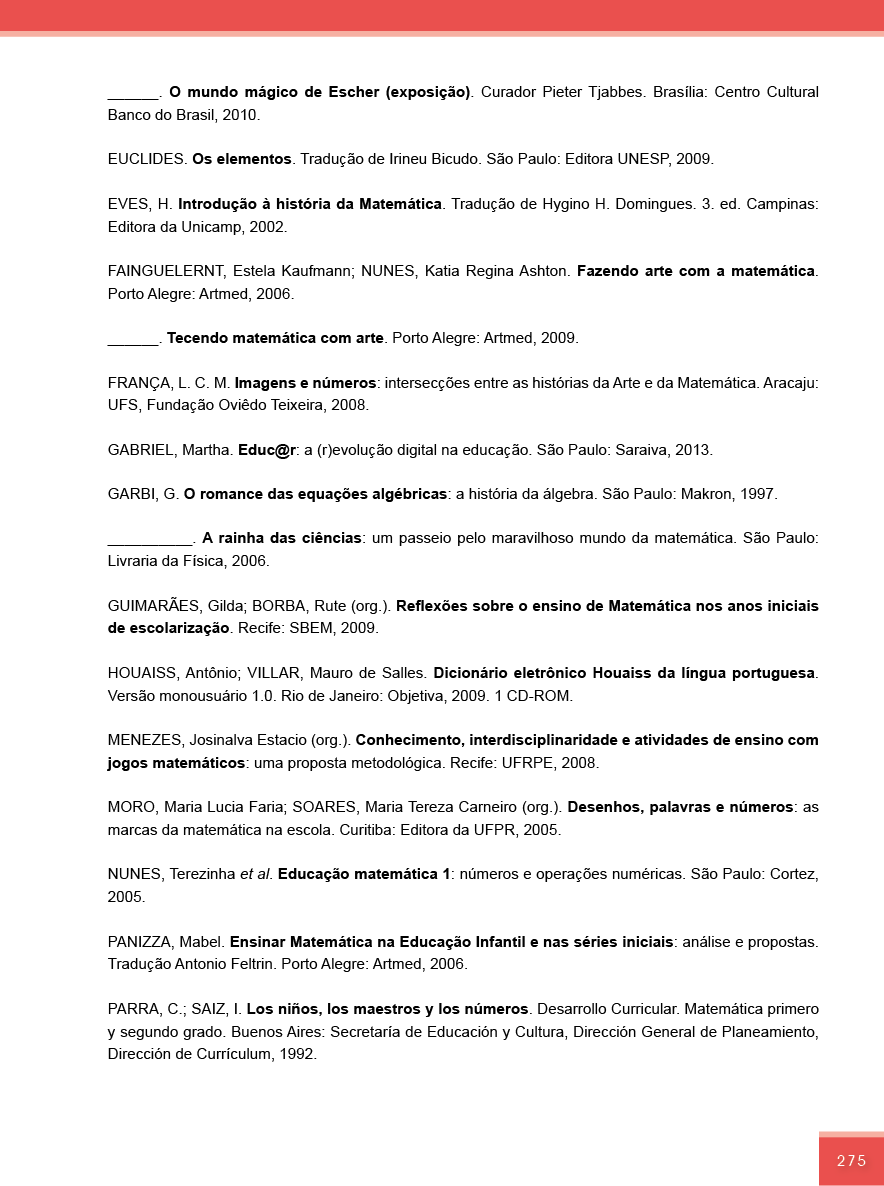 ______. O mundo mágico de Escher (exposição). Curador Pieter Tjabbes. Brasília: Centro Cultural
Banco do Brasil, 2010.
EUCLIDES. Os elementos. Tradução de Irineu Bicudo. São Paulo: Editora UNESP, 2009.
EVES, H. Introdução à história da Matemática. Tradução de Hygino H. Domingues. 3. ed. Campinas:
Editora da Unicamp, 2002.
FAINGUELERNT, Estela Kaufmann; NUNES, Katia Regina Ashton. Fazendo arte com a matemática.
Porto Alegre: Artmed, 2006.
______. Tecendo matemática com arte. Porto Alegre: Artmed, 2009.
FRANÇA, L. C. M. Imagens e números: intersecções entre as histórias da Arte e da Matemática. Aracaju:
UFS, Fundação Oviêdo Teixeira, 2008.
GABRIEL, Martha. Educ@r: a (r)evolução digital na educação. São Paulo: Saraiva, 2013.
GARBI, G. O romance das equações algébricas: a história da álgebra. São Paulo: Makron, 1997.
__________. A rainha das ciências: um passeio pelo maravilhoso mundo da matemática. São Paulo:
Livraria da Física, 2006.
GUIMARÃES, Gilda; BORBA, Rute (org.). Reflexões sobre o ensino de Matemática nos anos iniciais
de escolarização. Recife: SBEM, 2009.
HOUAISS, Antônio; VILLAR, Mauro de Salles. Dicionário eletrônico Houaiss da língua portuguesa.
Versão monousuário 1.0. Rio de Janeiro: Objetiva, 2009. 1 CD-ROM.
MENEZES, Josinalva Estacio (org.). Conhecimento, interdisciplinaridade e atividades de ensino com
jogos matemáticos: uma proposta metodológica. Recife: UFRPE, 2008.
MORO, Maria Lucia Faria; SOARES, Maria Tereza Carneiro (org.). Desenhos, palavras e números: as
marcas da matemática na escola. Curitiba: Editora da UFPR, 2005.
NUNES, Terezinha et al. Educação matemática 1: números e operações numéricas. São Paulo: Cortez,
2005.
PANIZZA, Mabel. Ensinar Matemática na Educação Infantil e nas séries iniciais: análise e propostas.
Tradução Antonio Feltrin. Porto Alegre: Artmed, 2006.
PARRA, C.; SAIZ, I. Los niños, los maestros y los números. Desarrollo Curricular. Matemática primero
y segundo grado. Buenos Aires: Secretaría de Educación y Cultura, Dirección General de Planeamiento,
Dirección de Currículum, 1992.
275